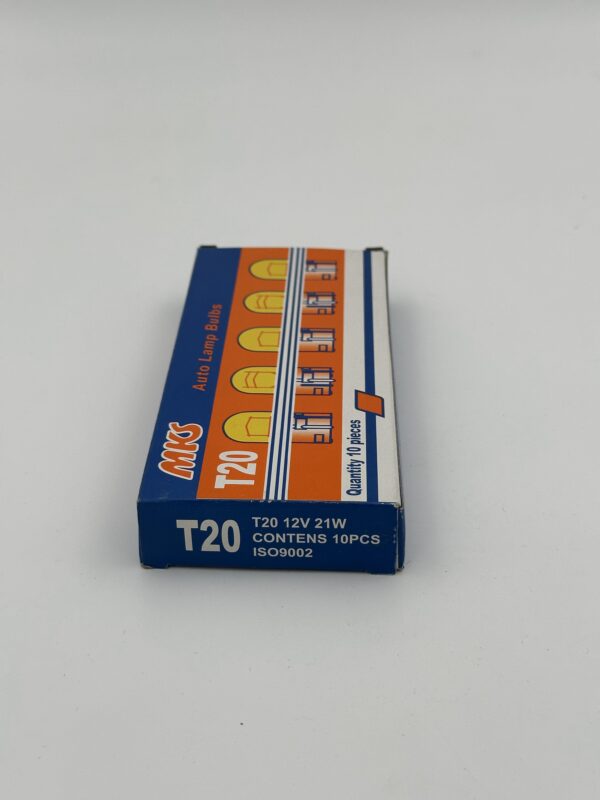 MKS
Auto Lamp Bulbs
T20
Quantity 10 pieces
T20
T20 12V 21W
CONTENS 10PCS
ISO9002